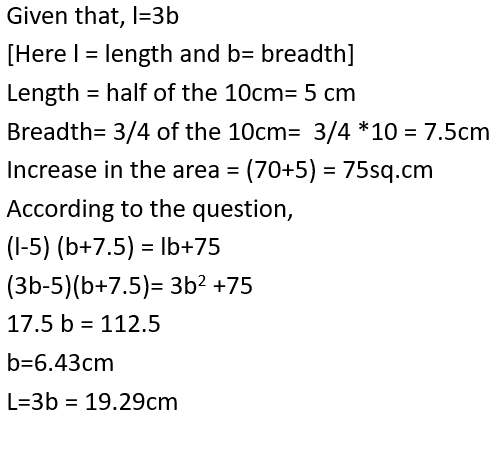 Given that, l=3b
[Here l = length and b= breadth]
Length = half of the 10cm= 5 cm
Breadth= 3/4 of the 10cm=  3/4 *10 = 7.5cm
Increase in the area = (70+5) = 75sq.cm
According to the question,
(l-5) (b+7.5) = lb+75
(3b-5)(b+7.5)= 3b² +75
17.5 b = 112.5
b=6.43cm
L=3b = 19.29cm